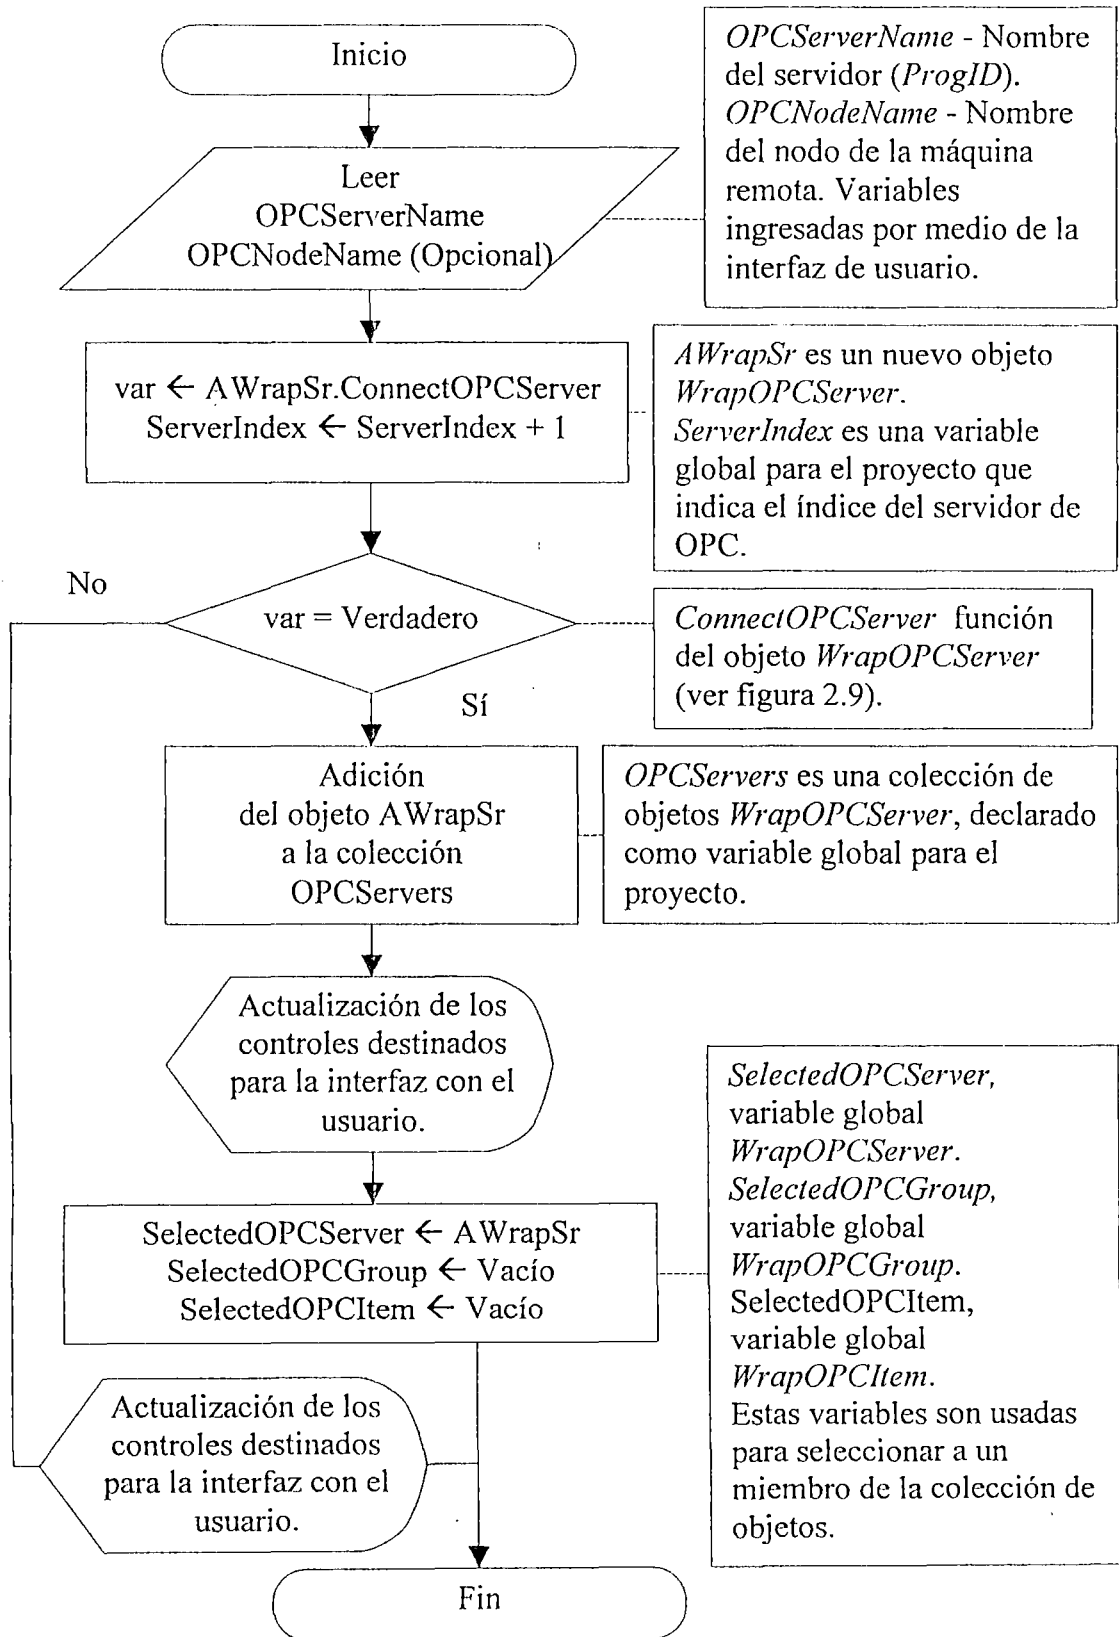 Inicio
OPCServerName - Nombre
del servidor (ProgID).
OPCNodeName - Nombre
del nodo de la máquina
remota. Variables
ingresadas por medio de la
interfaz de usuario.
Leer
OPCServerName
OPCNodeName (Opcional)
var ← AWrapSr.ConnectOPCServer
ServerIndex ← ServerIndex + 1
AWrapSr es un nuevo objeto
WrapOPCServer.
ServerIndex es una variable
global para el proyecto que
indica el índice del servidor de
OPC.
No
var = Verdadero
ConnectOPCServer función
del objeto WrapOPCServer
(ver figura 2.9).
Sí
Adición
del objeto AWrapSr
a la colección
OPCServers
OPCServers es una colección de
objetos WrapOPCServer, declarado
como variable global para el
proyecto.
Actualización de los
controles destinados
para la interfaz con el
usuario.
SelectedOPCServer ← AWrapSr
SelectedOPCGroup ← Vacío
SelectedOPCItem ← Vacío
SelectedOPCServer,
variable global
WrapOPCServer.
SelectedOPCGroup,
variable global
WrapOPCGroup.
SelectedOPCItem,
variable global
WrapOPCItem.
Estas variables son usadas
para seleccionar a un
miembro de la colección de
objetos.
Actualización de los
controles destinados
para la interfaz con el
usuario.
Fin